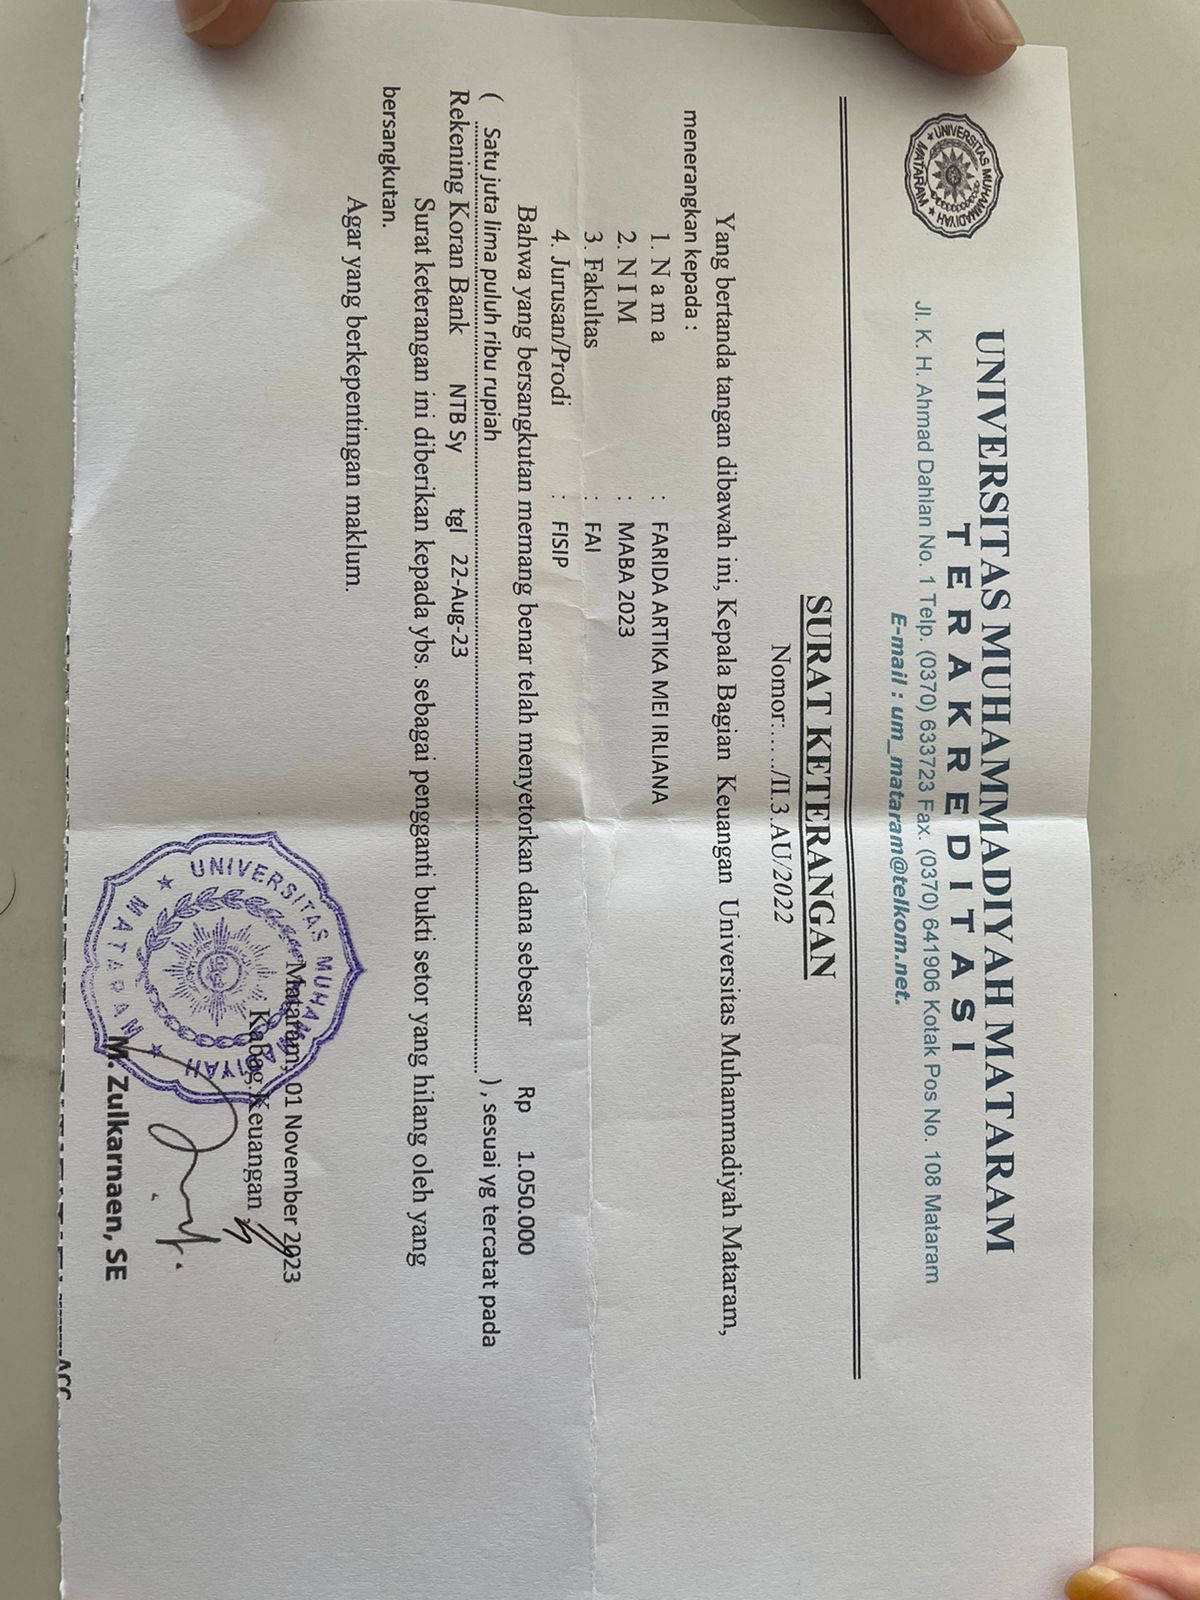 UNIVERSITAS MUHAMMADIYAH MATARAM
UNIVERSITAS MUHAMMADIYAH MATARAM
TERAKREDITASI
Jl. K. H. Ahmad Dahlan No. 1 Telp. (0370) 633723 Fax. (0370) 641906 Kotak Pos No. 108 Mataram
E-mail : um_mataram@telkom.net.
SURAT KETERANGAN
Nomor:...../II.3.AU/2022
Yang bertanda tangan dibawah ini, Kepala Bagian Keuangan Universitas Muhammadiyah Mataram,
menerangkan kepada :
1. N a m a : FARIDA ARTIKA MEI IRLIANA
2. N I M : MABA 2023
3. Fakultas : FAI
4. Jurusan/Prodi : FISIP
Bahwa yang bersangkutan memang benar telah menyetorkan dana sebesar Rp 1.050.000
( Satu juta lima puluh ribu rupiah ), sesuai yg tercatat pada
Rekening Koran Bank NTB Sy tgl 22-Aug-23
Surat keterangan ini diberikan kepada ybs. sebagai pengganti bukti setor yang hilang oleh yang
bersangkutan.
Agar yang berkepentingan maklum.
Mataram, 01 November 2023
Kabag.Keuangan
UNIVERSITAS MUHAMMADIYAH MATARAM
M. Zulkarnaen, SE